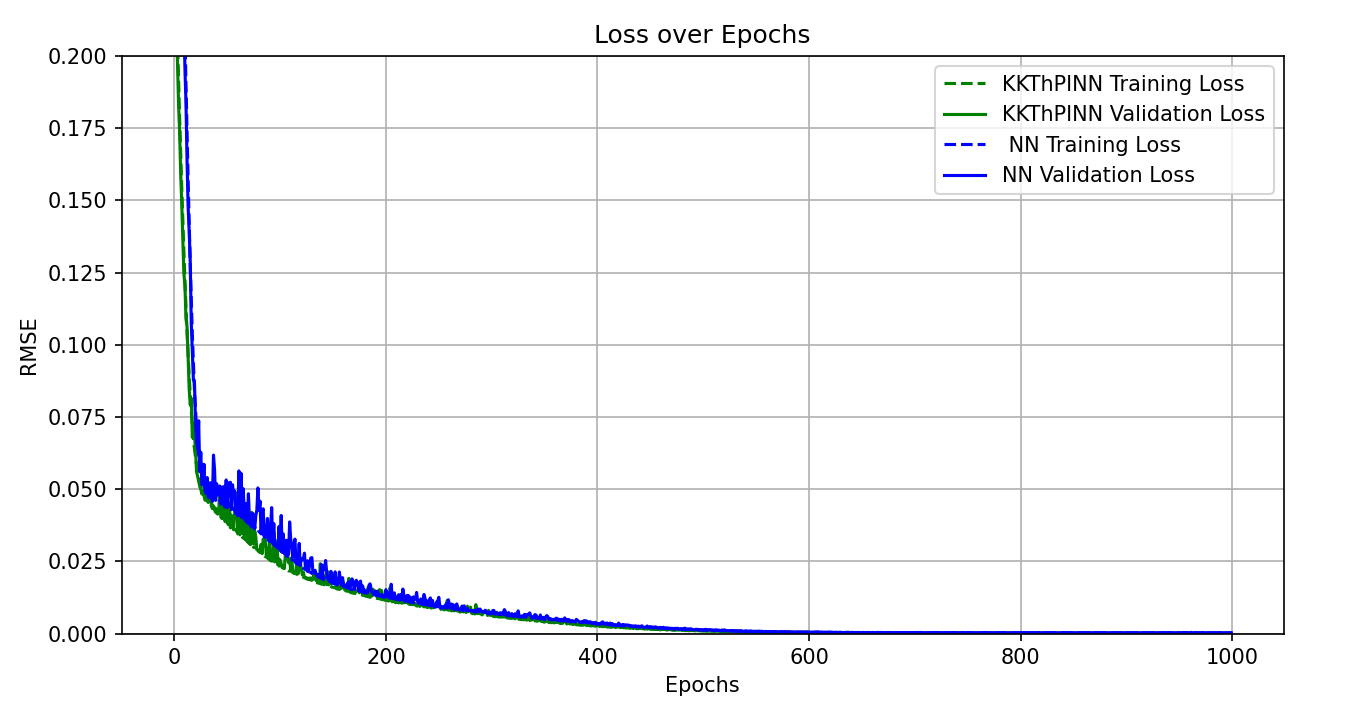 Loss over Epochs
0.200
0.175
0.150
0.125
0.100
0.075
0.050
0.025
0.000
RMSE
KKThPINN Training Loss
KKThPINN Validation Loss
NN Training Loss
NN Validation Loss
0
200
400
600
800
1000
Epochs